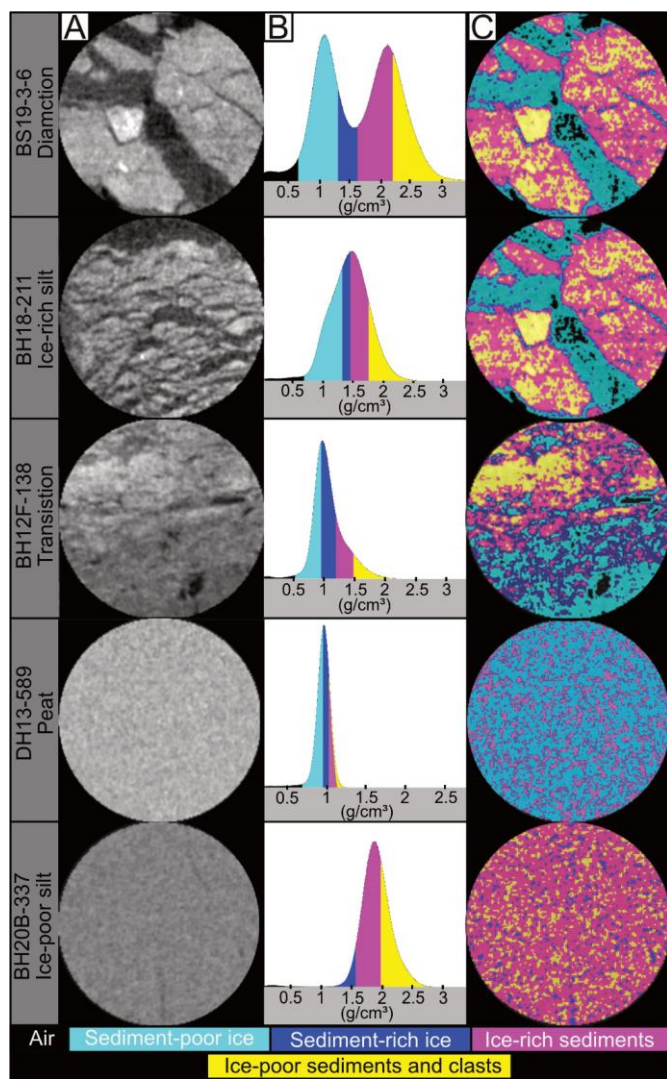 A
B
C
BS19-3-6
Diamction
0.5 1 1.5 2 2.5 3
(g/cm³)
BH18-211
Ice-rich silt
0.5 1 1.5 2 2.5 3
(g/cm³)
BH12F-138
Transistion
0.5 1 1.5 2 2.5 3
(g/cm³)
DH13-589
Peat
0.5 1 1.5 2 2.5
(g/cm³)
BH20B-337
Ice-poor silt
0.5 1 1.5 2 2.5 3
(g/cm³)
Air Sediment-poor ice Sediment-rich ice Ice-rich sediments
Ice-poor sediments and clasts